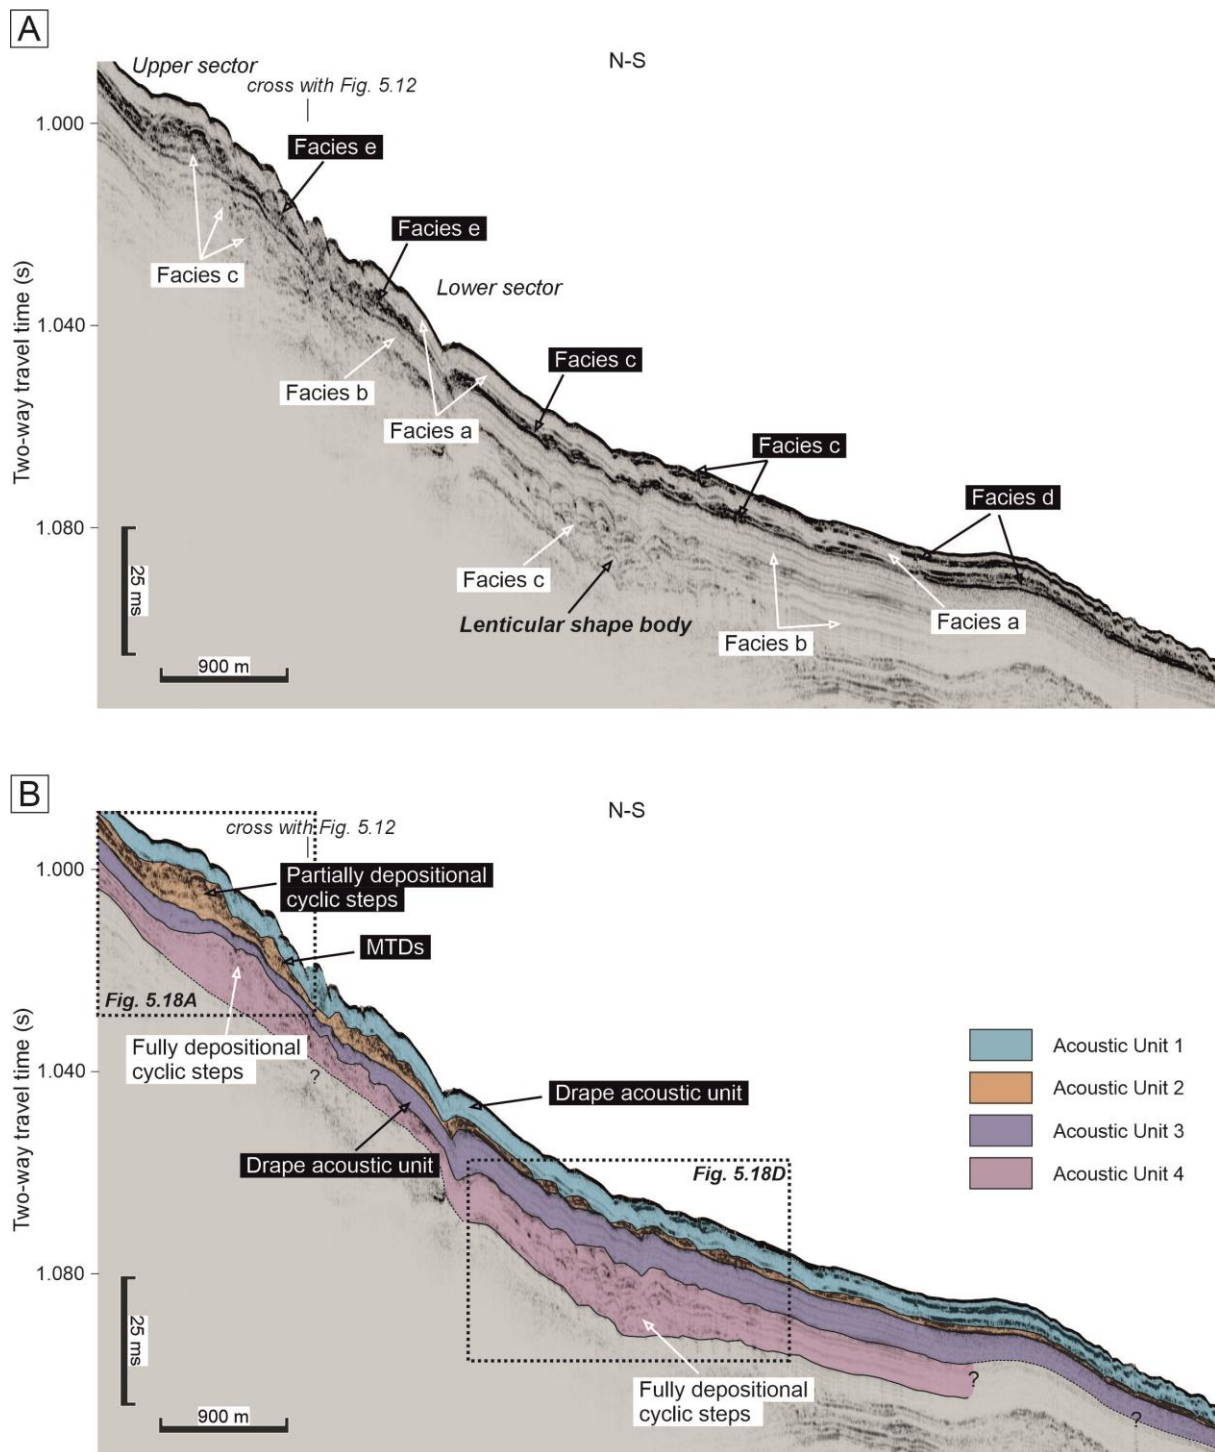 A
N-S
Upper sector
cross with Fig. 5.12
1.000
Facies e
Facies e
Facies c
Lower sector
1.040
Facies c
Facies b
Facies a
Facies c
Two-way travel time (s)
Facies d
1.080
Facies c
25 ms
Lenticular shape body
Facies a
Facies b
900 m
B
N-S
cross with Fig. 5.12
1.000
Partially depositional
cyclic steps
MTDs
Fig. 5.18A
Fully depositional
cyclic steps
Acoustic Unit 1
1.040
?
Drape acoustic unit
Acoustic Unit 2
Acoustic Unit 3
Drape acoustic unit
Fig. 5.18D
Acoustic Unit 4
Two-way travel time (s)
1.080
25 ms
?
Fully depositional
cyclic steps
?
900 m